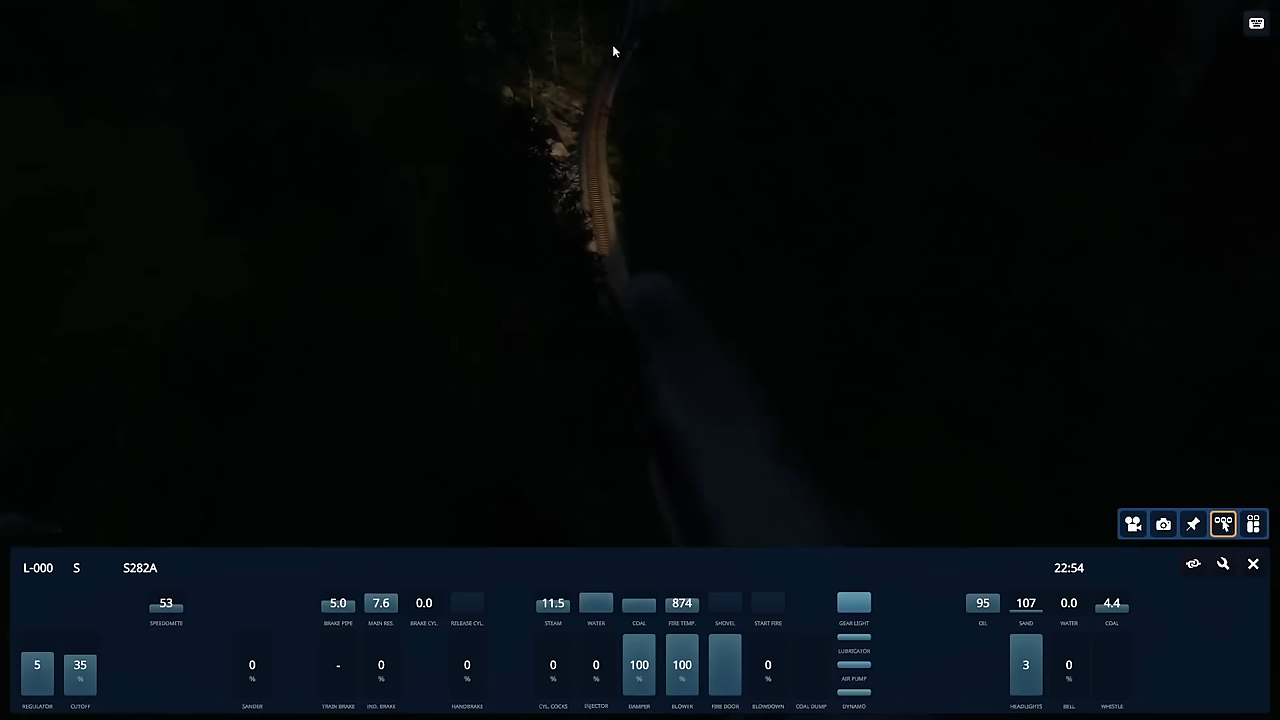 L-000 S S282A 22:54
53 5.0 7.6 0.0 11.5 874 95 107 0.0 4.4
SPEEDOMETE BRAKE PIPE MAIN RES. BRAKE CYL. RELEASE CYL. STEAM WATER COAL FIRE TEMP. SHOVEL START FIRE GEAR LIGHT OIL SAND WATER COAL
LUBRICATOR
5 35 % 0 % - 0 % 0 % 0 % 0 % 100 % 100 % 0 % AIR PUMP 3 0 %
REGULATOR CUTOFF SANDER TRAIN BRAKE IND. BRAKE HANDBRAKE CYL. COCKS INJECTOR DAMPER BLOWER FIRE DOOR BLOWDOWN COAL DUMP DYNAMO HEADLIGHTS BELL WHISTLE